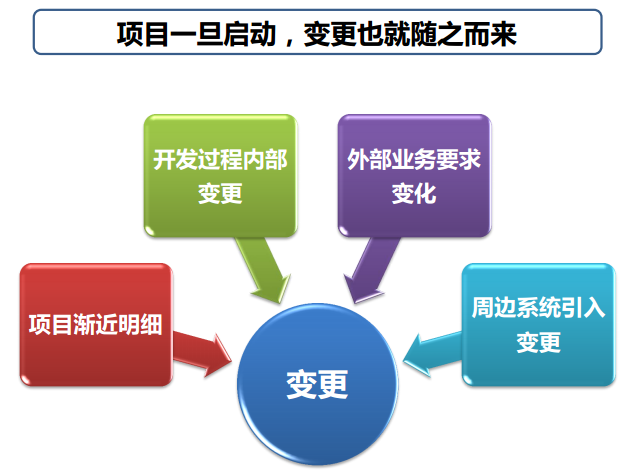 项目一旦启动，变更也就随之而来
开发过程内部
变更
外部业务要求
变化
项目渐近明细
周边系统引入
变更
变更